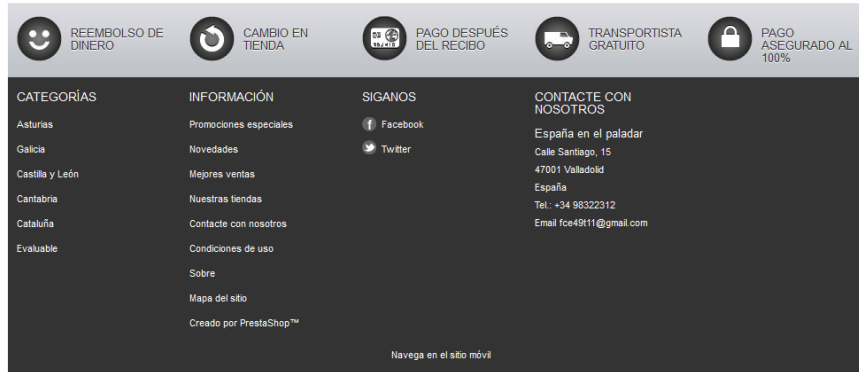 REEMBOLSO DE
DINERO
CAMBIO EN
TIENDA
PAGO DESPUÉS
DEL RECIBO
TRANSPORTISTA
GRATUITO
PAGO
ASEGURADO AL
100%
CATEGORÍAS
Asturias
Galicia
Castilla y León
Cantabria
Cataluña
Evaluable
INFORMACIÓN
Promociones especiales
Novedades
Mejores ventas
Nuestras tiendas
Contacte con nosotros
Condiciones de uso
Sobre
Mapa del sitio
Creado por PrestaShop™
SIGANOS
Facebook
Twitter
CONTACTE CON
NOSOTROS
España en el paladar
Calle Santiago, 15
47001 Valladolid
España
Tel.: +34 98322312
Email fce49t11@gmail.com
Navega en el sitio móvil